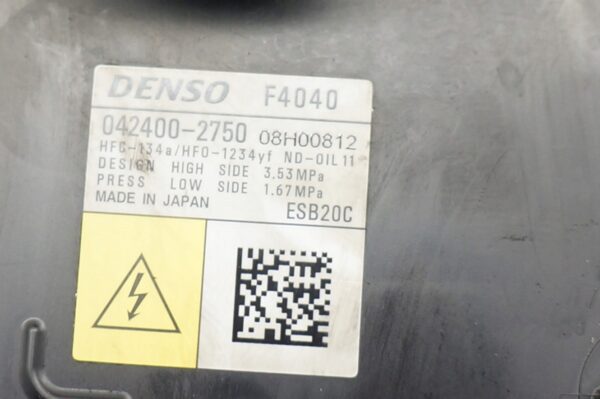 DENSO F4040
042400-2750 08H00812
HFC-134a/HFO-1234yf ND-OIL11
DESIGN HIGH SIDE 3.53MPa
PRESS LOW SIDE 1.67MPa
MADE IN JAPAN ESB20C